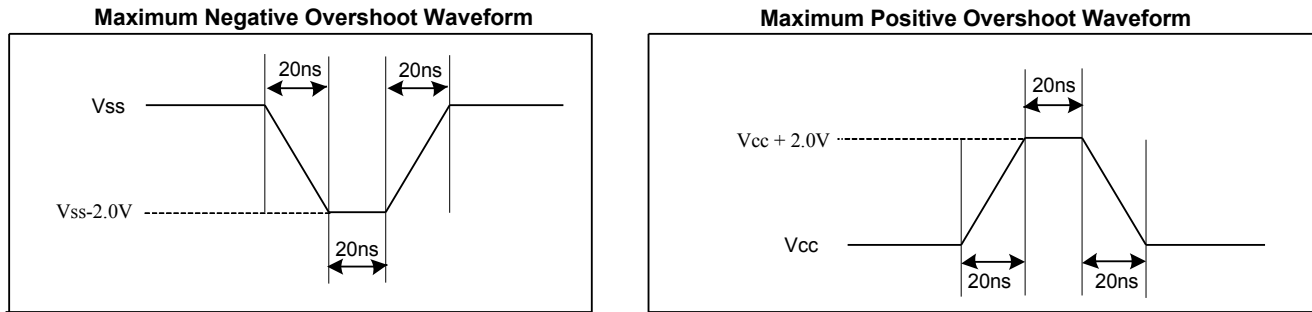 Maximum Negative Overshoot Waveform
20ns
20ns
Vss
Vss-2.0V
20ns
Maximum Positive Overshoot Waveform
20ns
Vcc + 2.0V
Vcc
20ns
20ns